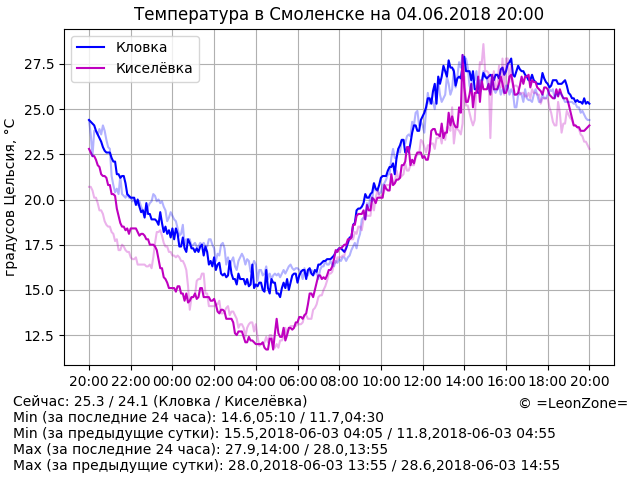 Температура в Смоленске на 04.06.2018 20:00
Кловка
Киселёвка
градусов Цельсия, °C
27.5
25.0
22.5
20.0
17.5
15.0
12.5
20:00 22:00 00:00 02:00 04:00 06:00 08:00 10:00 12:00 14:00 16:00 18:00 20:00
Сейчас: 25.3 / 24.1 (Кловка / Киселёвка)
© =LeonZone=
Min (за последние 24 часа): 14.6,05:10 / 11.7,04:30
Min (за предыдущие сутки): 15.5,2018-06-03 04:05 / 11.8,2018-06-03 04:55
Max (за последние 24 часа): 27.9,14:00 / 28.0,13:55
Max (за предыдущие сутки): 28.0,2018-06-03 13:55 / 28.6,2018-06-03 14:55